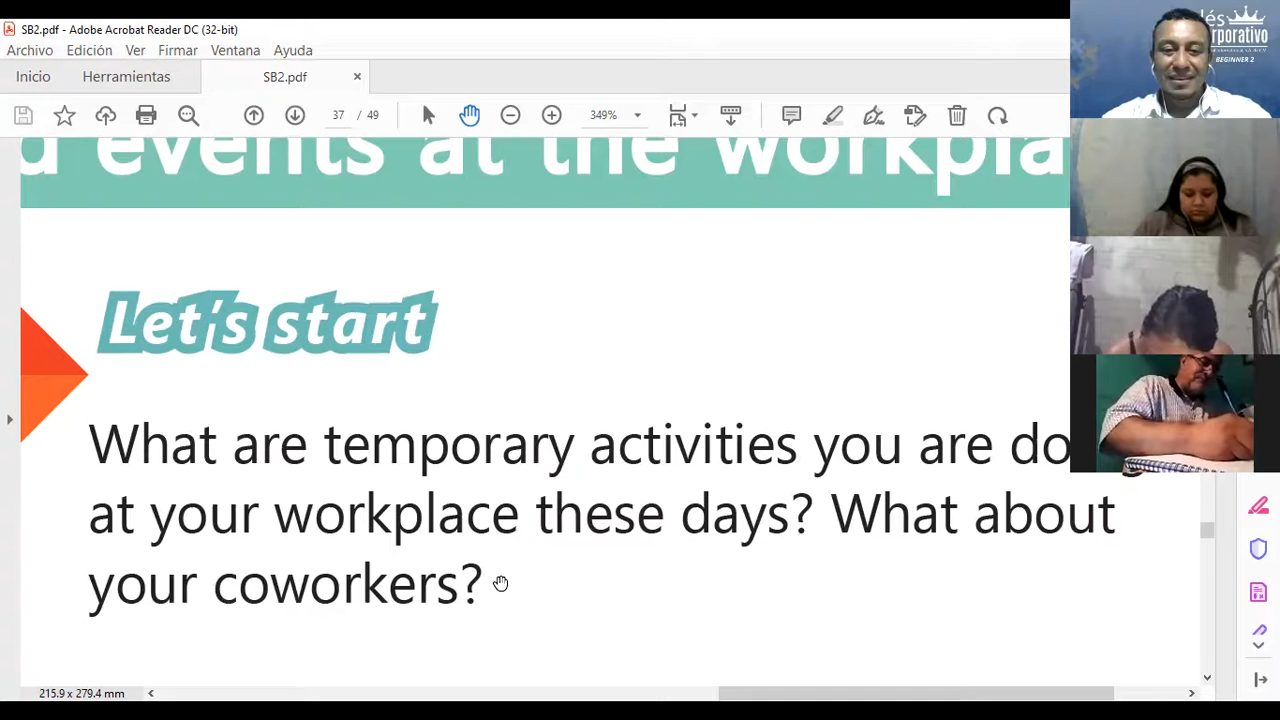 SB2.pdf - Adobe Acrobat Reader DC (32-bit)
Archivo Edición Ver Firmar Ventana Ayuda
Inicio Herramientas SB2.pdf ×
37 / 49 349%
d events at the workpla
Let's start
What are temporary activities you are do
at your workplace these days? What about
your coworkers?
215.9 x 279.4 mm
és
rporativo
BEGINNER 2